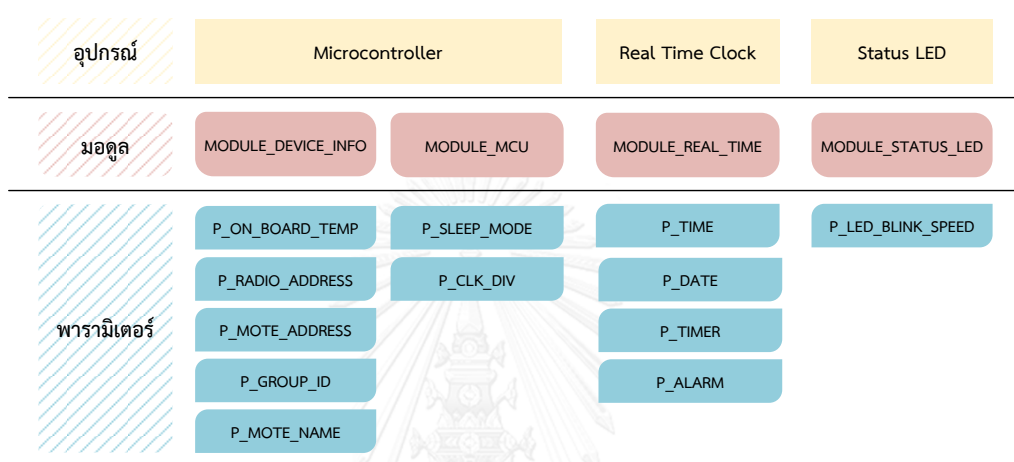 อุปกรณ์ Microcontroller Real Time Clock Status LED
มอดูล MODULE_DEVICE_INFO MODULE_MCU MODULE_REAL_TIME MODULE_STATUS_LED
P_ON_BOARD_TEMP P_SLEEP_MODE P_TIME P_LED_BLINK_SPEED
P_RADIO_ADDRESS P_CLK_DIV P_DATE
พารามิเตอร์ P_MOTE_ADDRESS P_TIMER
P_GROUP_ID P_ALARM
P_MOTE_NAME